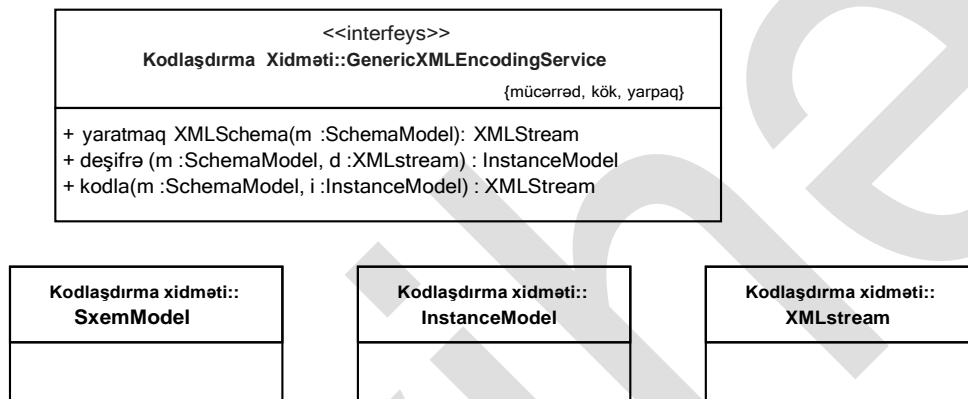 <<interfeys>>
Kodlaşdırma Xidməti::GenericXMLEncodingService
{mücərrəd, kök, yarpaq}
+ yaratmaq XMLSchema(m :SchemaModel): XMLStream
+ deşifrə (m :SchemaModel, d :XMLstream) : InstanceModel
+ kodla(m :SchemaModel, i :InstanceModel) : XMLStream
Kodlaşdırma xidməti::
SxemModel
Kodlaşdırma xidməti::
InstanceModel
Kodlaşdırma xidməti::
XMLstream